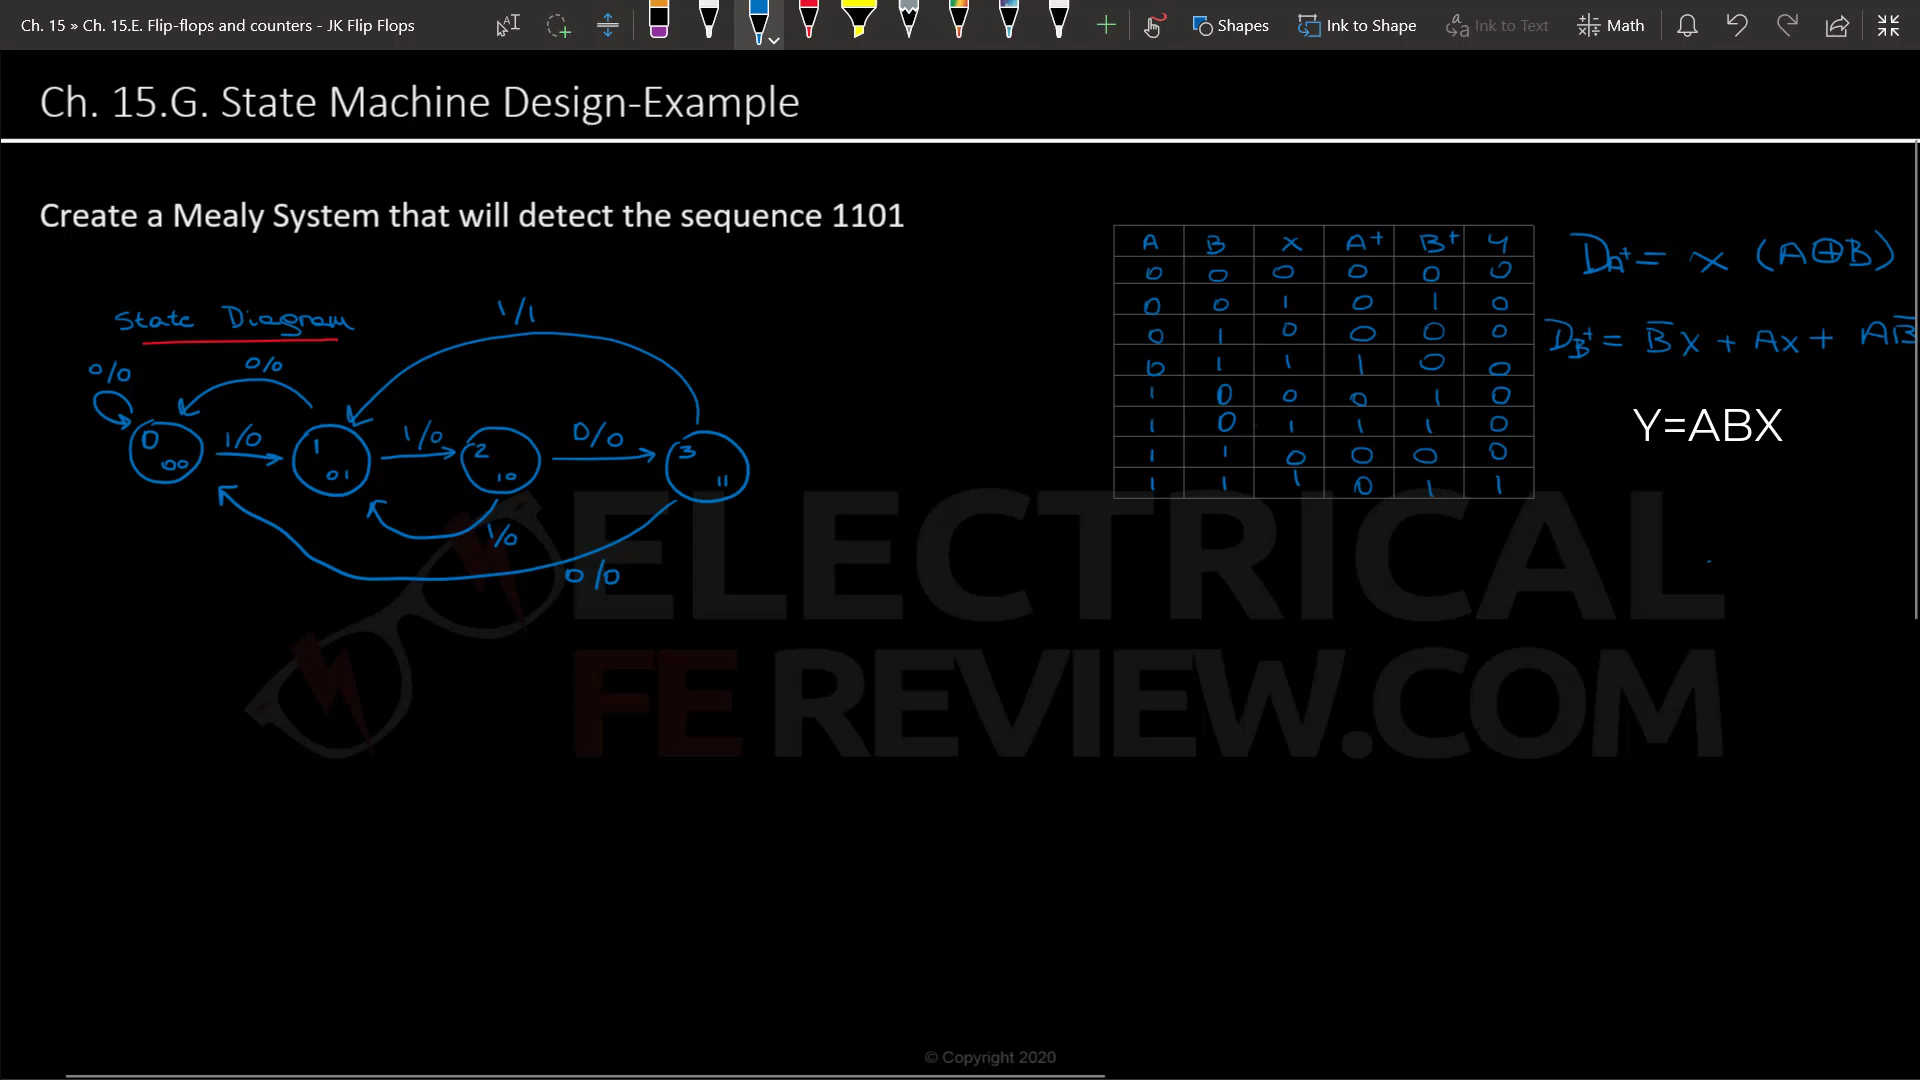 Ch. 15 » Ch. 15.E. Flip-flops and counters - JK Flip Flops
Shapes
Ink to Shape
Ink to Text
Math
Ch. 15.G. State Machine Design-Example
Create a Mealy System that will detect the sequence 1101
State Diagram
1/1
0/0
0/0
0 00
1/0
1 01
1/0
2 10
0/0
3 11
1/0
0/0
A B X A+ B+ Y
0 0 0 0 0 0
0 0 1 0 1 0
0 1 0 0 0 0
0 1 1 1 0 0
1 0 0 0 1 0
1 0 1 1 1 0
1 1 0 0 0 0
1 1 1 0 1 1
D_A+ = x (A⊕B)
D_B+ = B̅X + Ax + AB̅
Y=ABX
ELECTRICAL
FE REVIEW.COM
© Copyright 2020